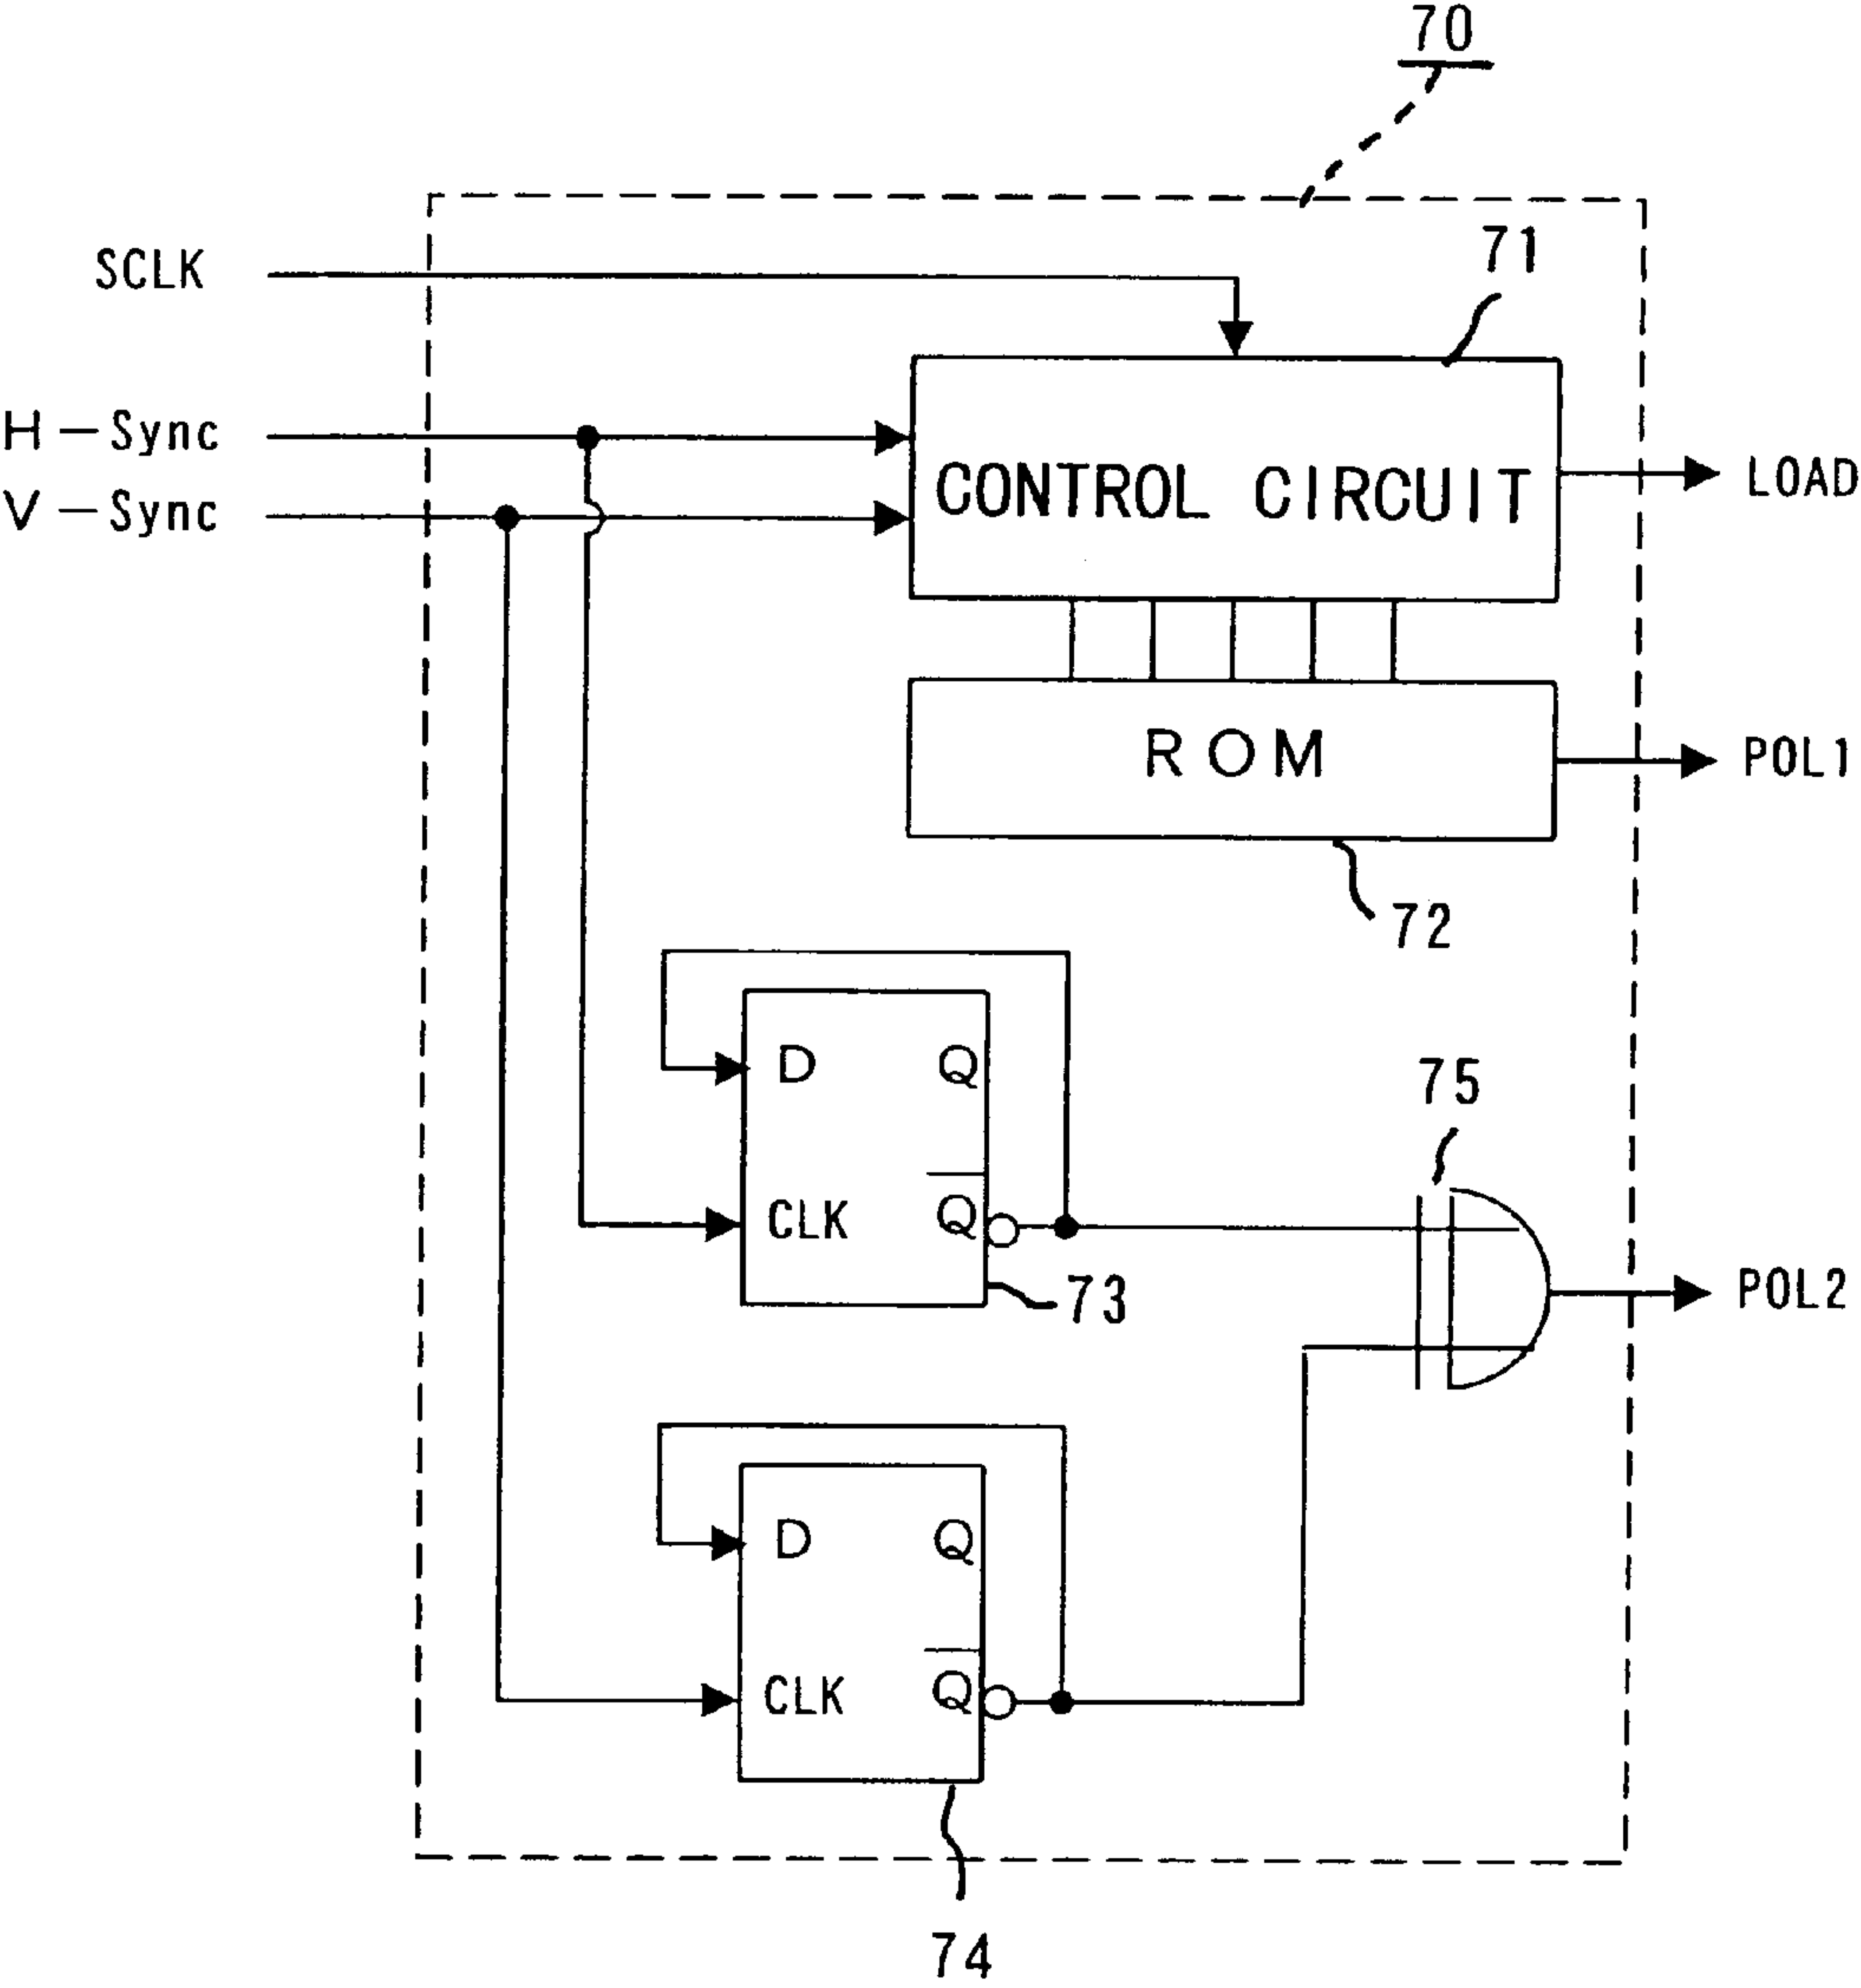 70
SCLK
71
H-Sync
V-Sync
CONTROL CIRCUIT
LOAD
ROM
POL1
72
D Q
75
CLK Q
73
POL2
D Q
CLK Q
74